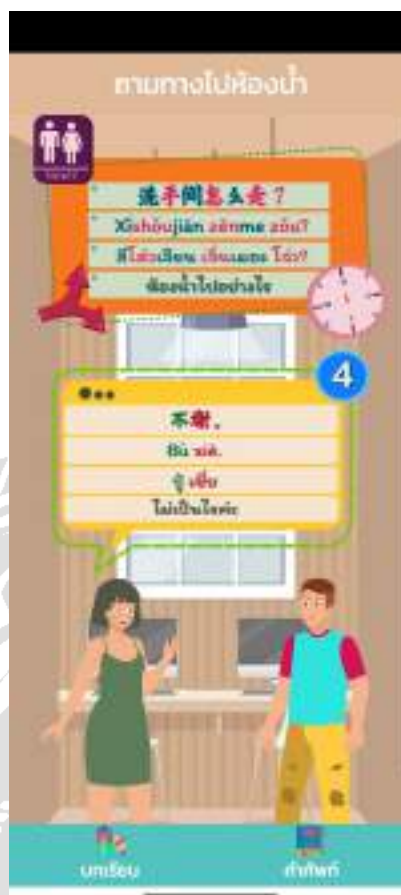 ถามทางไปห้องน้ำ
TOILET
洗手间怎么走？
Xǐshǒujiān zěnme zǒu?
สีโส่วเจียน เจิ่นเมอะ โจ่ว?
ห้องน้ำไปอย่างไร
4
不谢。
Bù xiè.
ปู๋ เซี่ย
ไม่เป็นไรค่ะ
บทเรียน
คำศัพท์